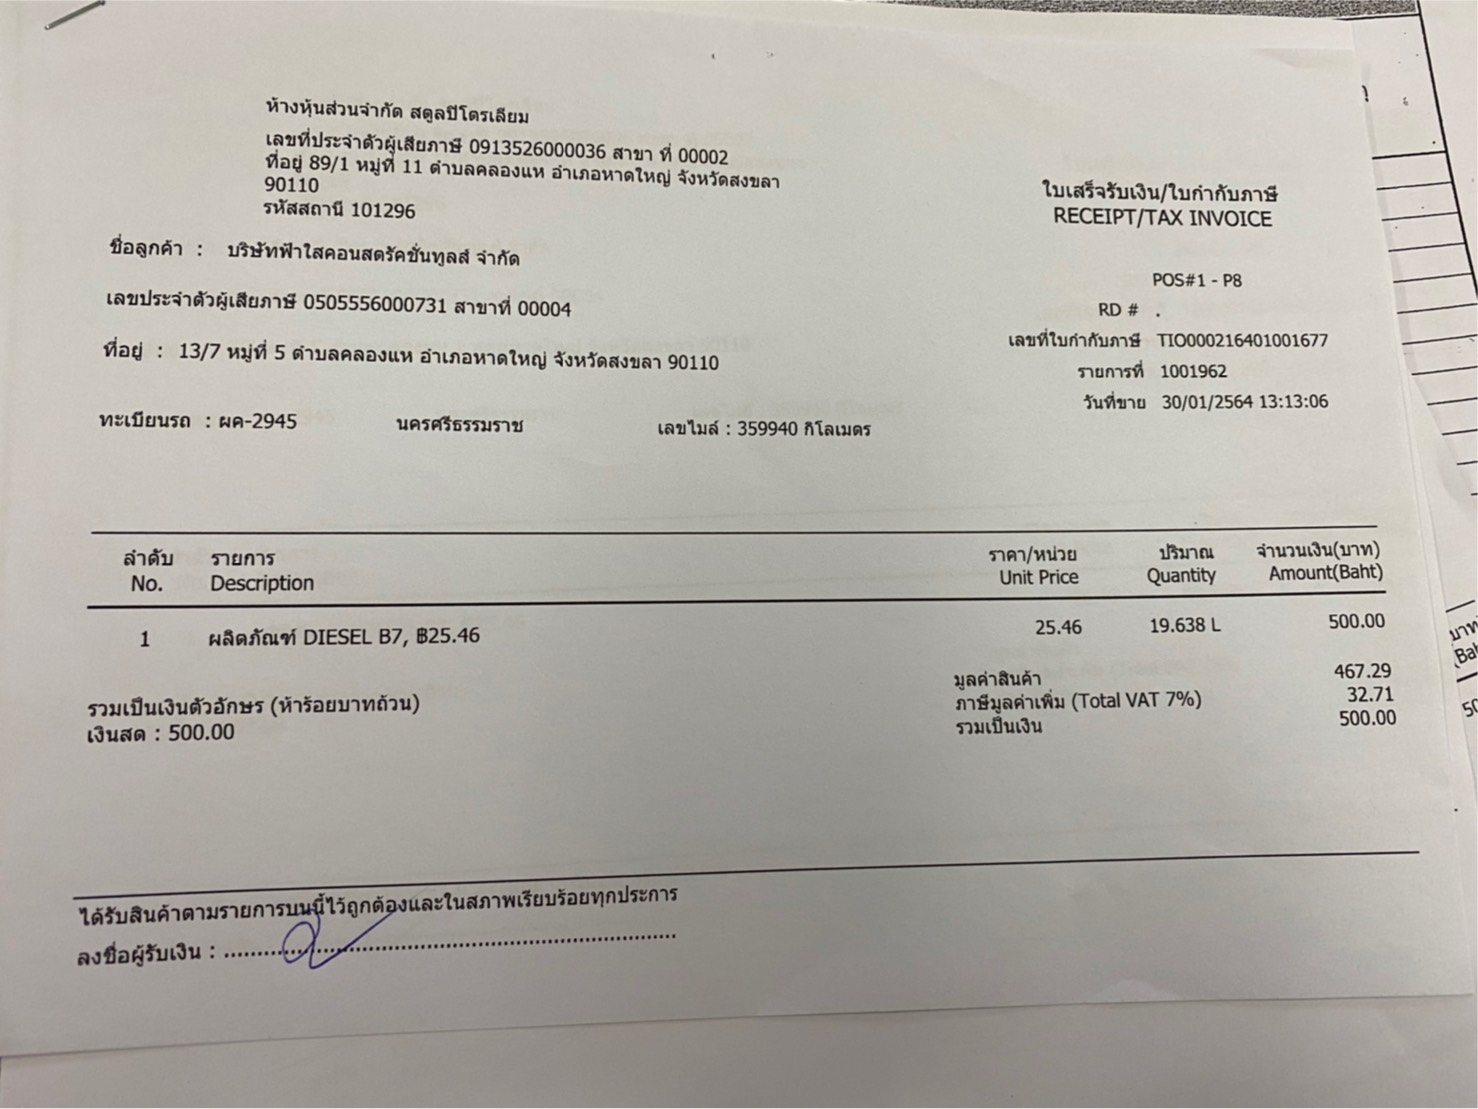 ห้างหุ้นส่วนจำกัด สตูลปิโตรเลียม
เลขที่ประจำตัวผู้เสียภาษี 0913526000036 สาขา ที่ 00002
ที่อยู่ 89/1 หมู่ที่ 11 ตำบลคลองแห อำเภอหาดใหญ่ จังหวัดสงขลา
90110
รหัสสถานี 101296
ใบเสร็จรับเงิน/ใบกำกับภาษี
RECEIPT/TAX INVOICE
ชื่อลูกค้า : บริษัทฟ้าใสคอนสตรัคชั่นทูลส์ จำกัด
POS#1 - P8
เลขประจำตัวผู้เสียภาษี 0505556000731 สาขาที่ 00004
RD # .
ที่อยู่ : 13/7 หมู่ที่ 5 ตำบลคลองแห อำเภอหาดใหญ่ จังหวัดสงขลา 90110
เลขที่ใบกำกับภาษี TIO000216401001677
รายการที่ 1001962
วันที่ขาย 30/01/2564 13:13:06
ทะเบียนรถ : ผค-2945 นครศรีธรรมราช เลขไมล์ : 359940 กิโลเมตร
ลำดับ รายการ ราคา/หน่วย ปริมาณ จำนวนเงิน(บาท)
No. Description Unit Price Quantity Amount(Baht)
1 ผลิตภัณฑ์ DIESEL B7, ฿25.46 25.46 19.638 L 500.00
มูลค่าสินค้า 467.29
รวมเป็นเงินตัวอักษร (ห้าร้อยบาทถ้วน) ภาษีมูลค่าเพิ่ม (Total VAT 7%) 32.71
เงินสด : 500.00 รวมเป็นเงิน 500.00
ได้รับสินค้าตามรายการบนนี้ไว้ถูกต้องและในสภาพเรียบร้อยทุกประการ
ลงชื่อผู้รับเงิน : ....................................................................